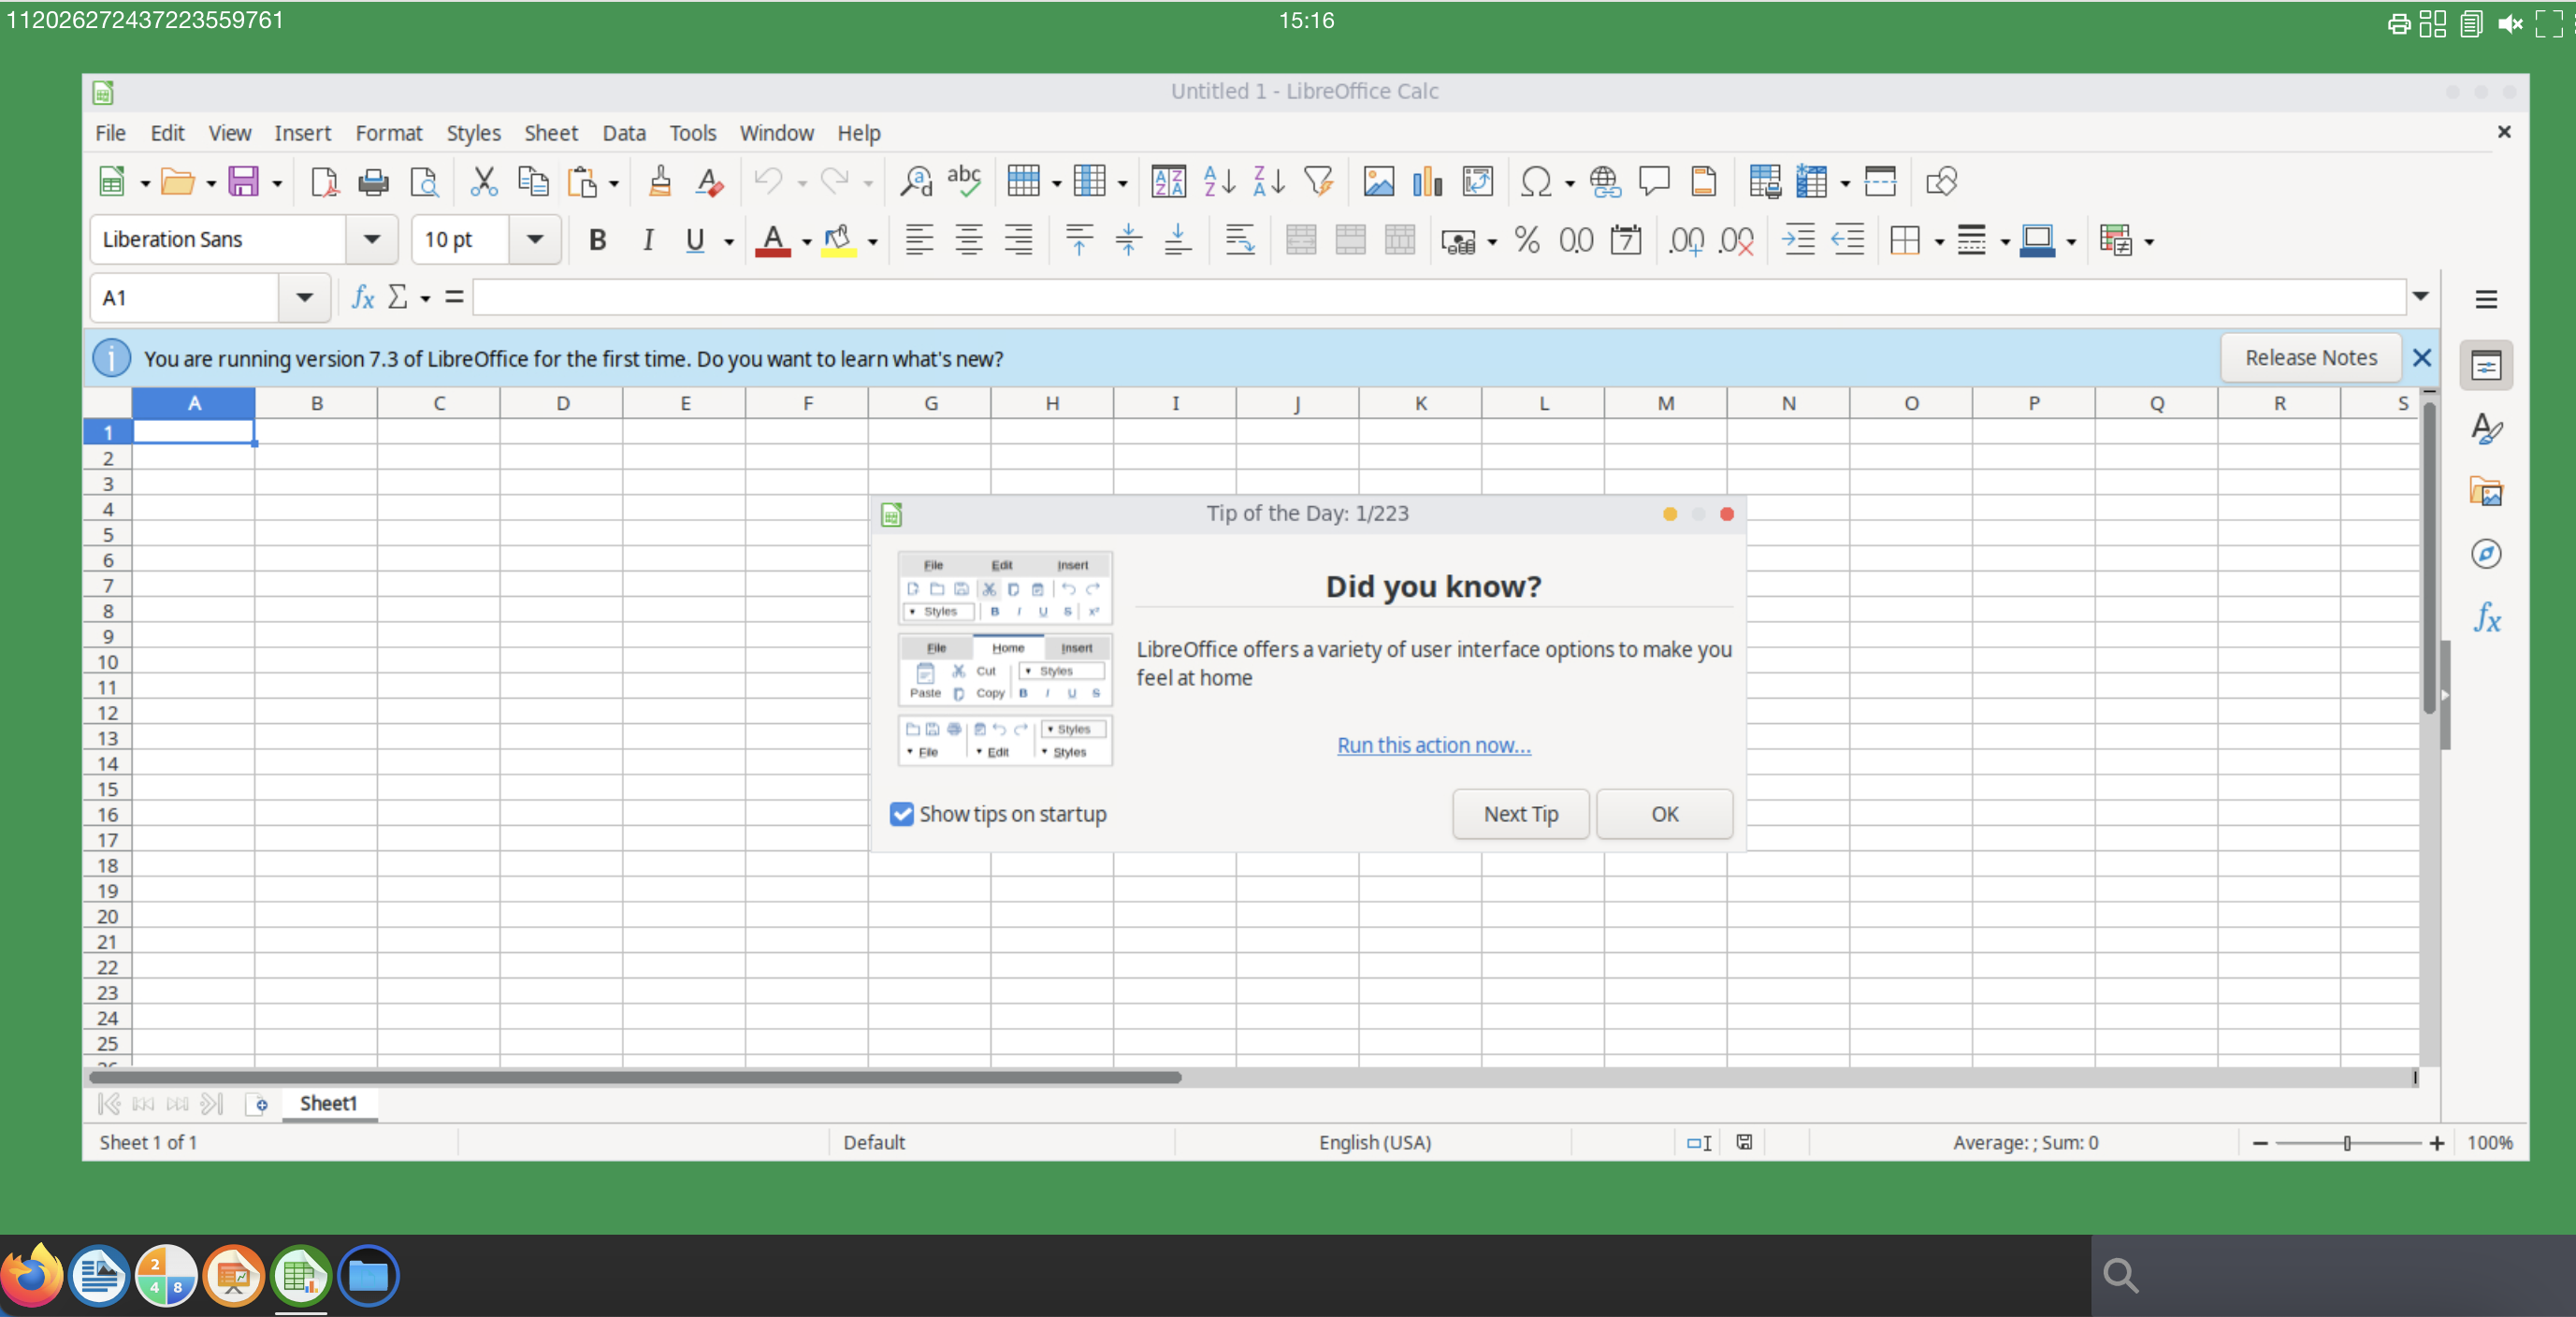 112026272437223559761
15:16
Untitled 1 - LibreOffice Calc
File Edit View Insert Format Styles Sheet Data Tools Window Help
Liberation Sans 10 pt
A1
You are running version 7.3 of LibreOffice for the first time. Do you want to learn what's new?
Release Notes
A B C D E F G H I J K L M N O P Q R S
1
2
3
4
5
6
7
8
9
10
11
12
13
14
15
16
17
18
19
20
21
22
23
24
25
Tip of the Day: 1/223
File Edit Insert
Styles B I U S x²
File Home Insert
Cut Styles
Paste Copy B I U S
Styles
File Edit Styles
Did you know?
LibreOffice offers a variety of user interface options to make you
feel at home
Run this action now...
Show tips on startup
Next Tip
OK
Sheet1
Sheet 1 of 1
Default
English (USA)
Average: ; Sum: 0
100%
2
4 8